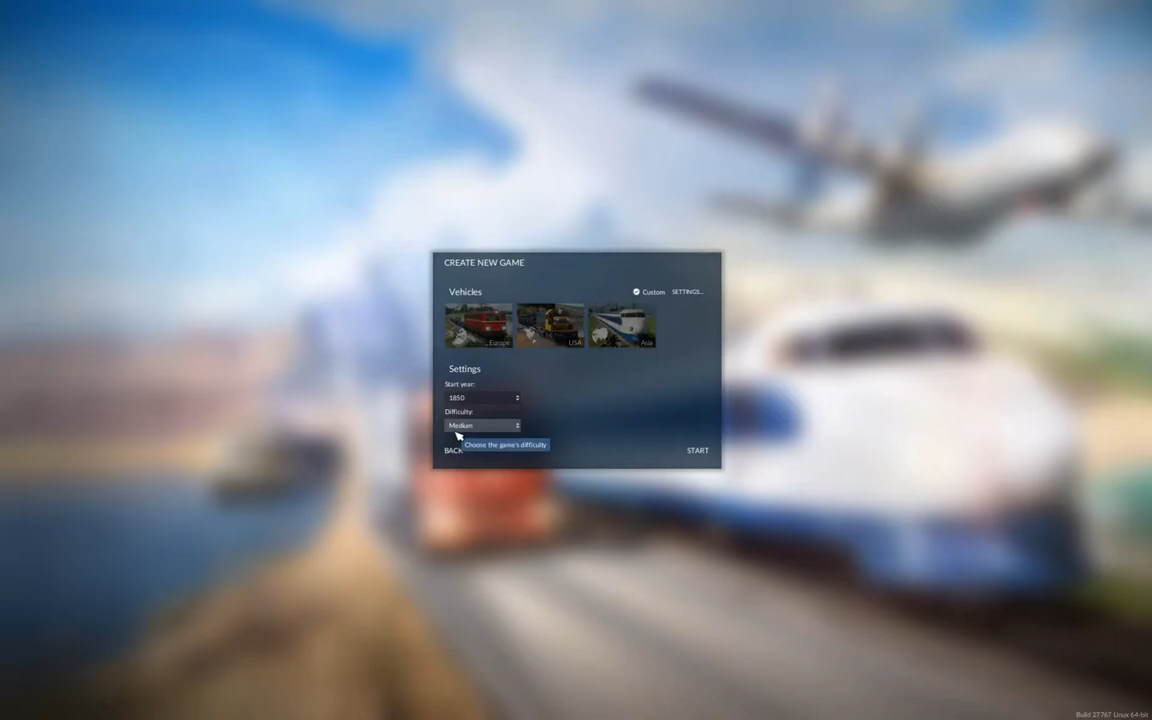 CREATE NEW GAME
Vehicles
Custom SETTINGS...
Europe USA Asia
Settings
Start year:
1850
Difficulty:
Medium
Choose the game's difficulty
BACK START
Build 27767 Linux 64-bit